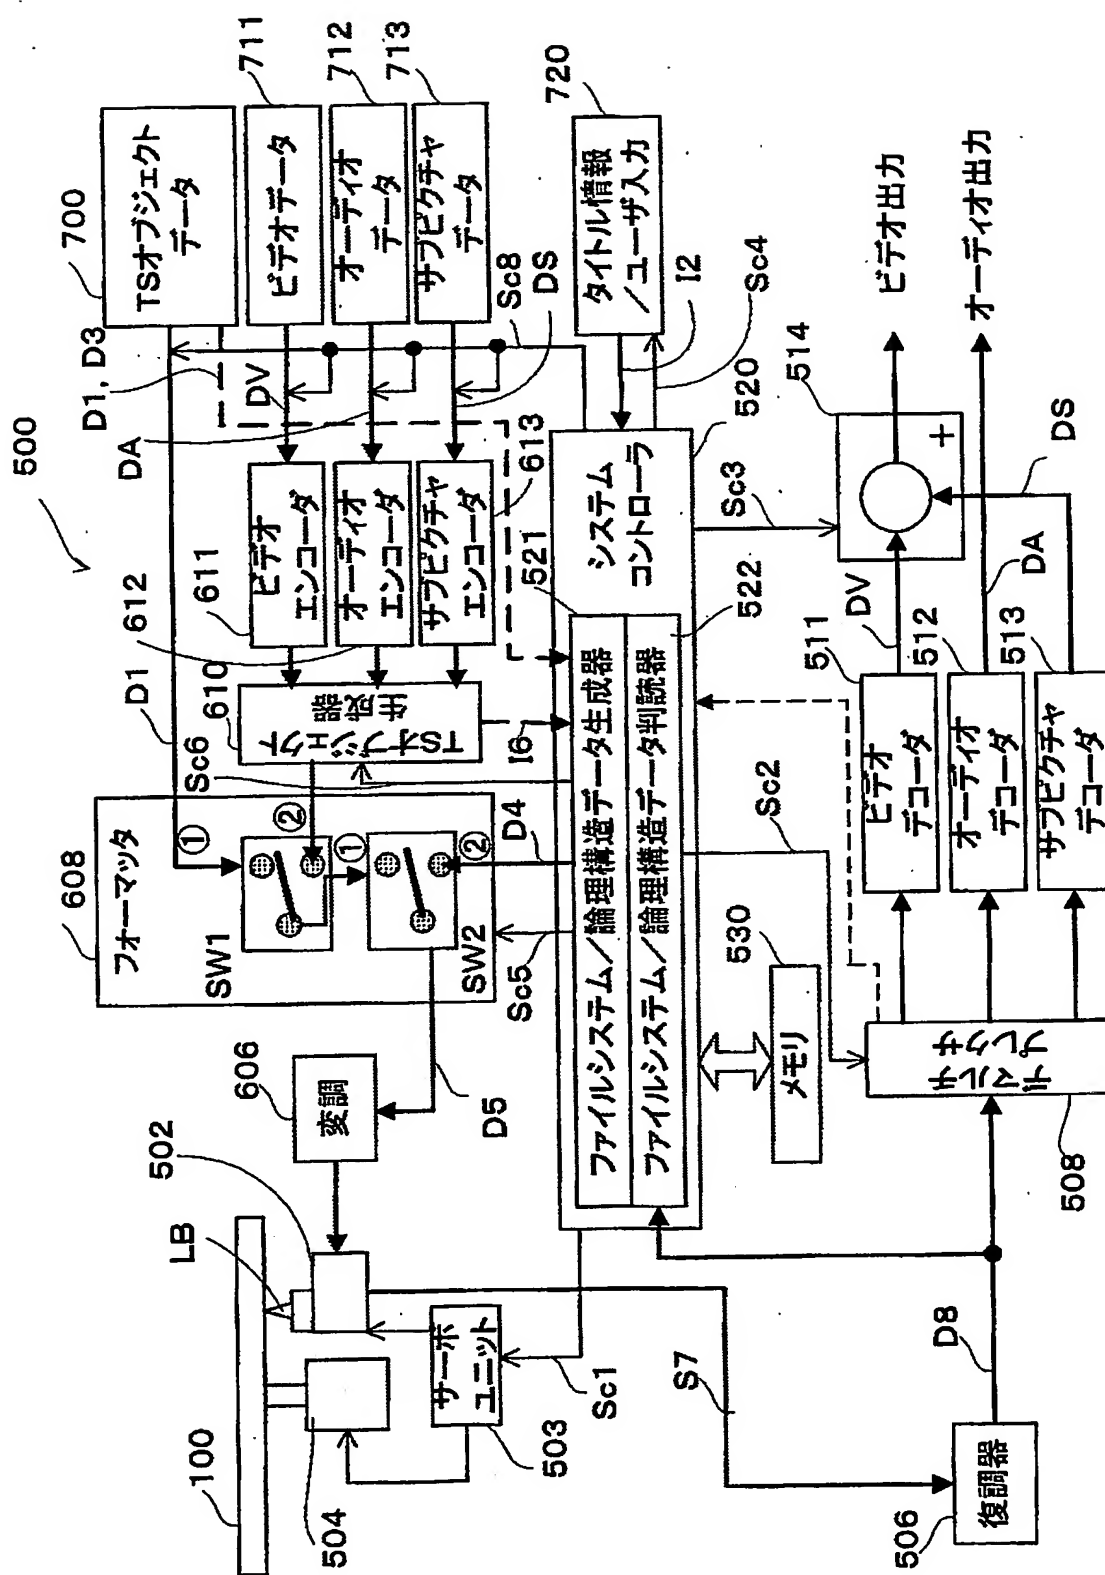 500
700
TSオブジェクト
データ
D1, D3
711
ビデオデータ
DV
712
オーディオ
データ
DA
713
サブピクチャ
データ
DS
Sc8
720
タイトル情報
/ユーザ入力
I2
Sc4
611
ビデオ
エンコーダ
612
オーディオ
エンコーダ
613
サブピクチャ
エンコーダ
D1
610
TSオブジェクト
生成器
Sc6
I6
608
フォーマッタ
①
②
SW1
①
②
SW2
D4
Sc5
D5
606
変調
502
LB
100
504
サーボ
ユニット
503
Sc1
S7
520
システム
コントローラ
521
ファイルシステム/論理構造データ生成器
522
ファイルシステム/論理構造データ判読器
Sc3
Sc2
530
メモリ
514
+
ビデオ出力
オーディオ出力
DV
DA
DS
511
ビデオ
デコーダ
512
オーディオ
デコーダ
513
サブピクチャ
デコーダ
デマルチ
プレクサ
508
D8
506
復調器